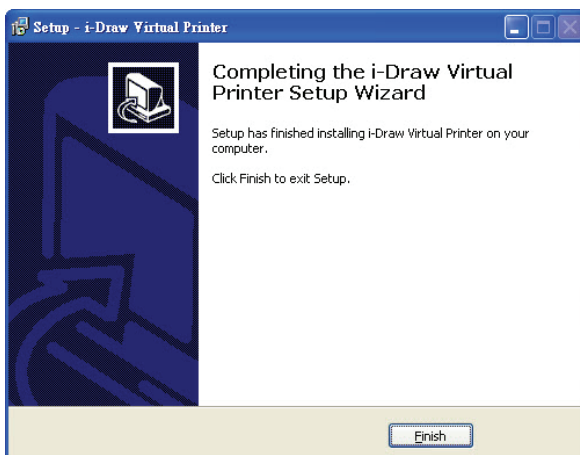 Setup - i-Draw Virtual Printer
Completing the i-Draw Virtual
Printer Setup Wizard
Setup has finished installing i-Draw Virtual Printer on your
computer.
Click Finish to exit Setup.
Finish